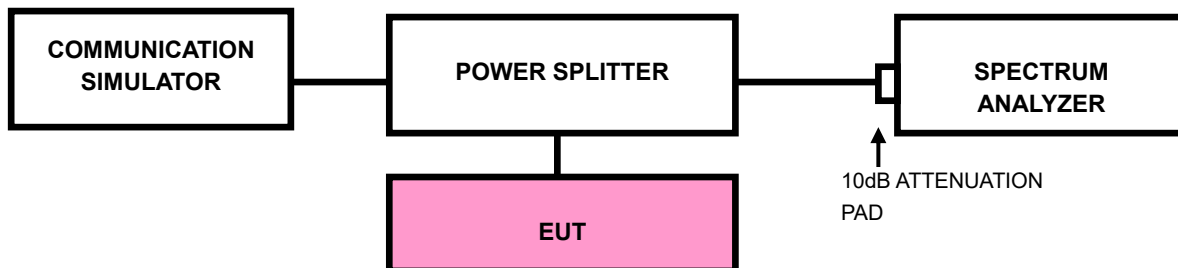 COMMUNICATION
SIMULATOR
POWER SPLITTER
SPECTRUM
ANALYZER
10dB ATTENUATION
PAD
EUT